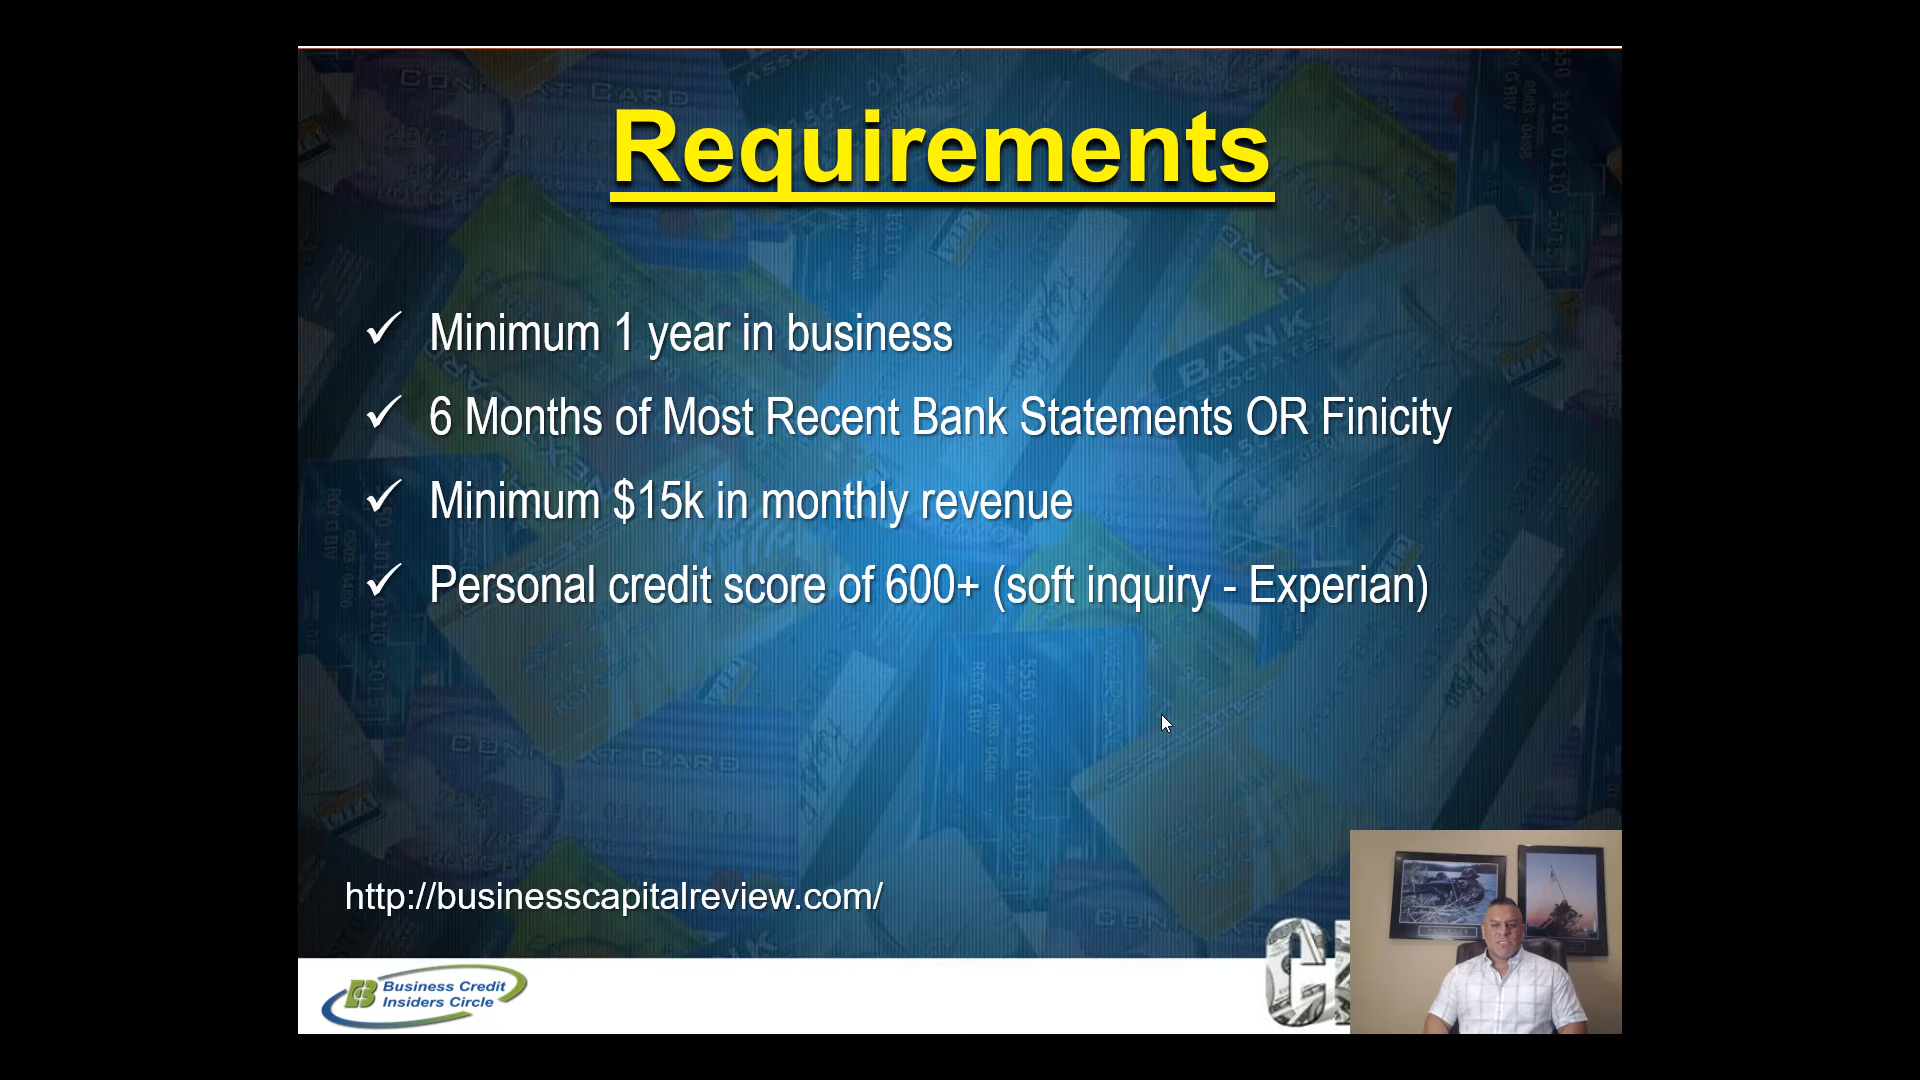 Requirements
✓ Minimum 1 year in business
✓ 6 Months of Most Recent Bank Statements OR Finicity
✓ Minimum $15k in monthly revenue
✓ Personal credit score of 600+ (soft inquiry - Experian)
http://businesscapitalreview.com/
Business Credit
Insiders Circle